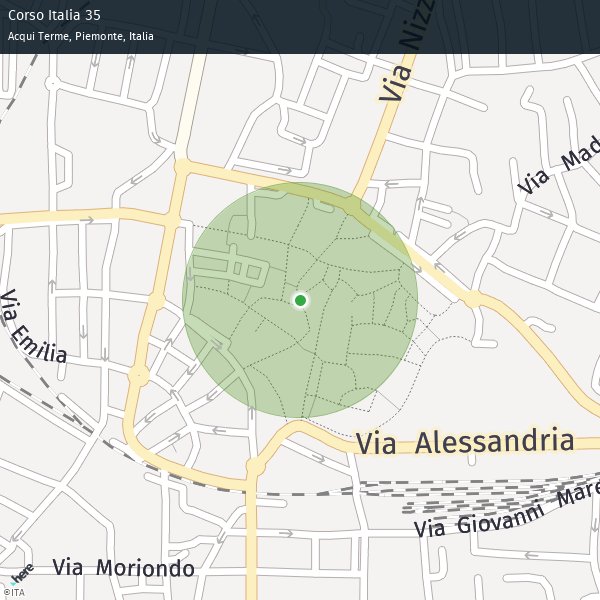 Corso Italia 35
Acqui Terme, Piemonte, Italia
Via Nizz
Via Mad
Via Emilia
Via Alessandria
Via Giovanni Mare
Via Moriondo
here
©ITA